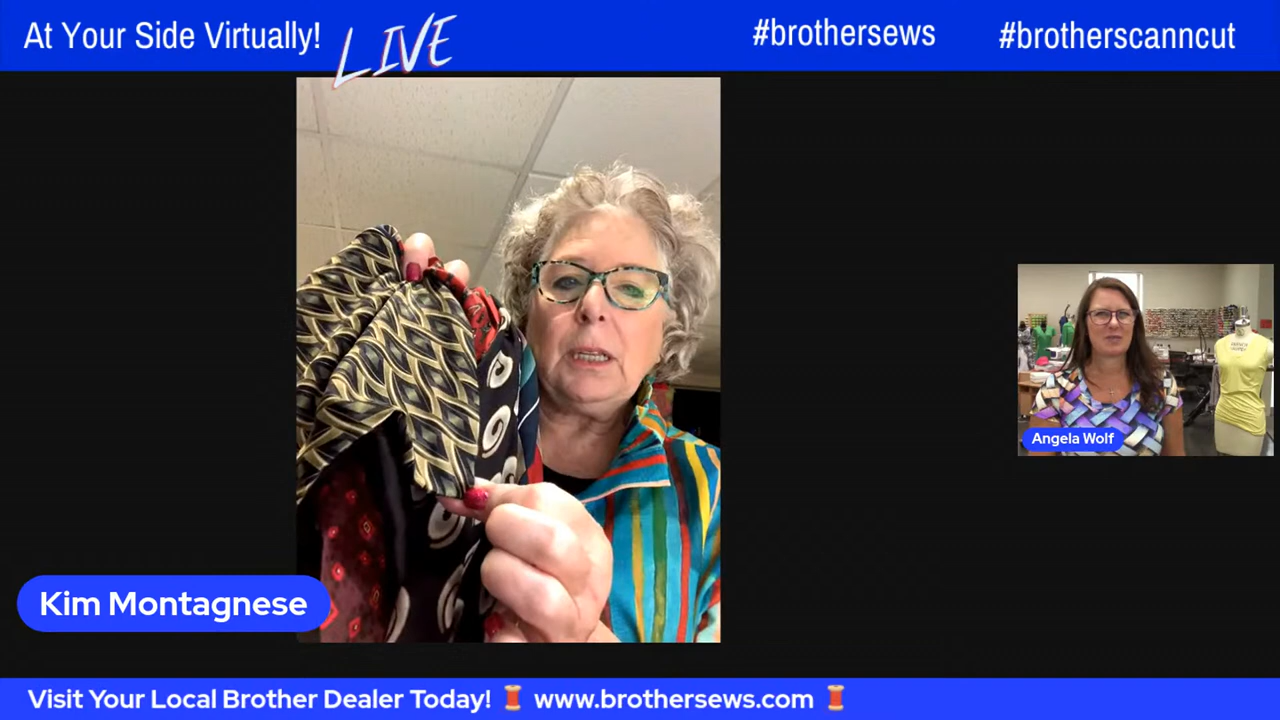 At Your Side Virtually!
LIVE
#brothersews
#brotherscanncut
Angela Wolf
Kim Montagnese
Visit Your Local Brother Dealer Today! www.brothersews.com